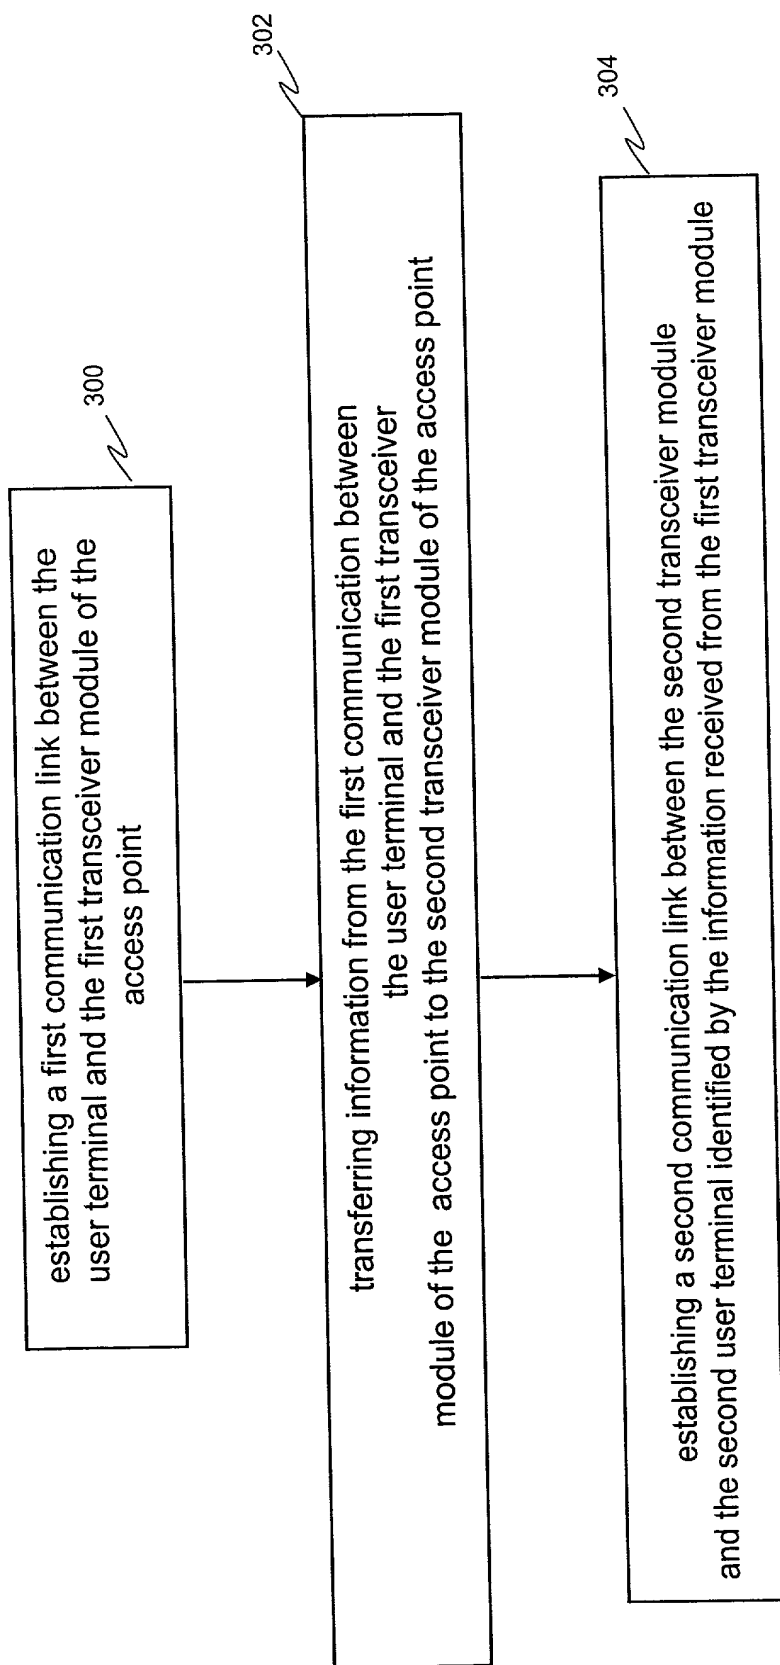 300
establishing a first communication link between the
user terminal and the first transceiver module of the
access point
302
transferring information from the first communication between
the user terminal and the first transceiver
module of the access point to the second transceiver module of the access point
304
establishing a second communication link between the second transceiver module
and the second user terminal identified by the information received from the first transceiver module